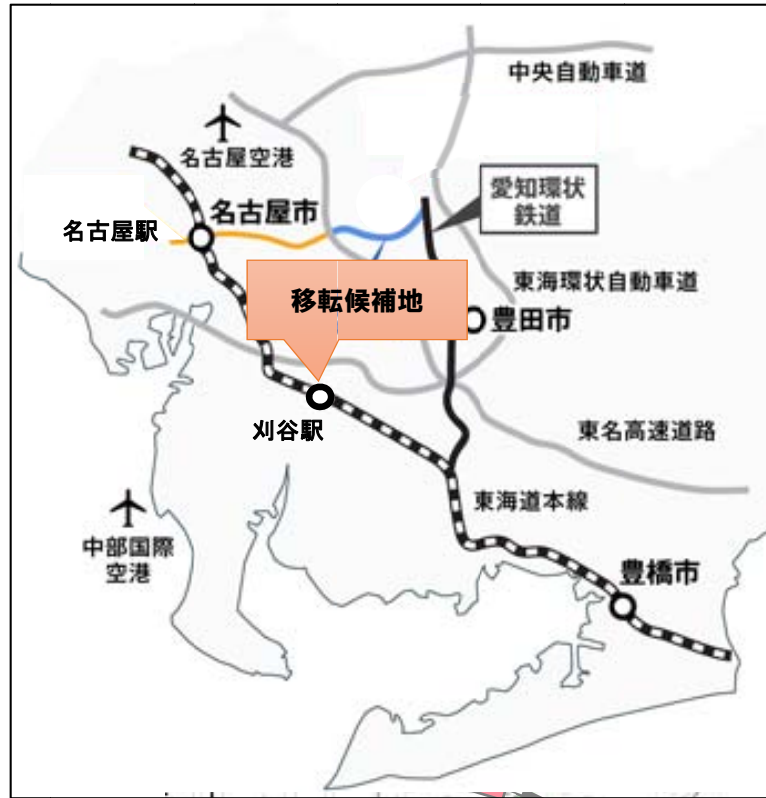 中央自動車道
名古屋空港
愛知環状
鉄道
名古屋市
名古屋駅
東海環状自動車道
移転候補地
豊田市
刈谷駅
東名高速道路
東海道本線
中部国際
空港
豊橋市